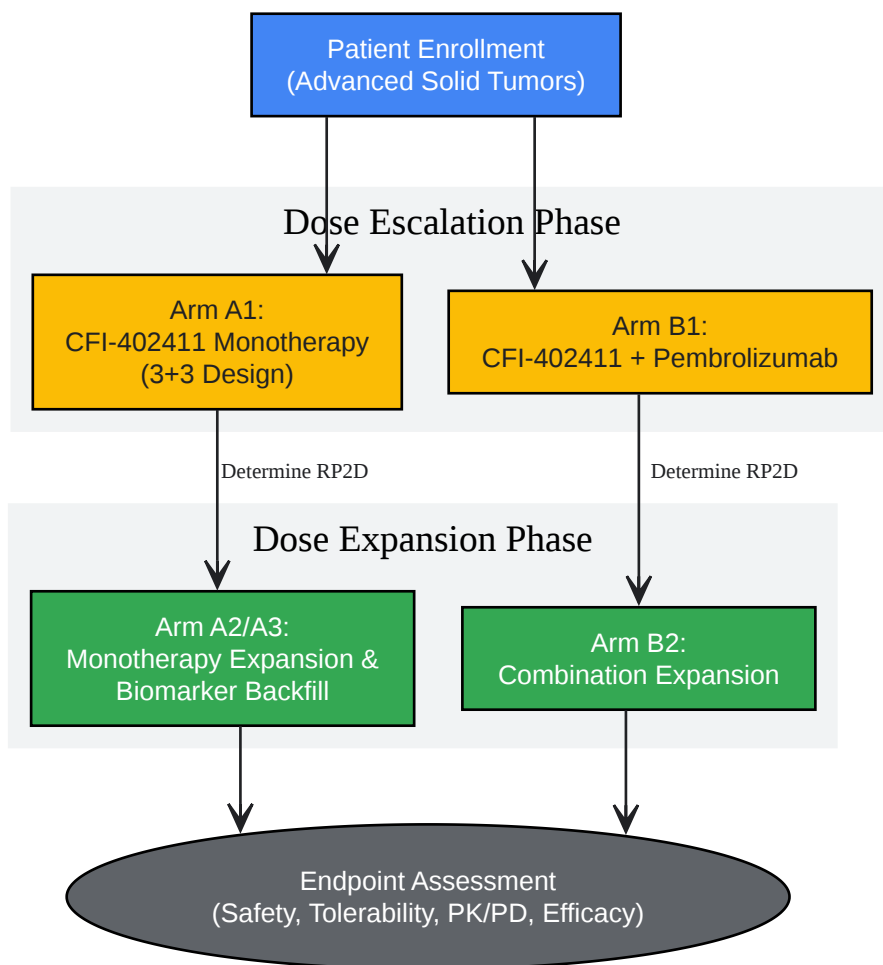 Patient Enrollment
(Advanced Solid Tumors)
Dose Escalation Phase
Arm A1:
CFI-402411 Monotherapy
(3+3 Design)
Arm B1:
CFI-402411 + Pembrolizumab
Determine RP2D
Determine RP2D
Dose Expansion Phase
Arm A2/A3:
Monotherapy Expansion &
Biomarker Backfill
Arm B2:
Combination Expansion
Endpoint Assessment
(Safety, Tolerability, PK/PD, Efficacy)